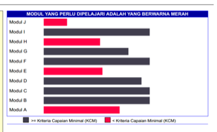 MODUL YANG PERLU DIPELAJARI ADALAH YANG BERWARNA MERAH
Modul J
Modul I
Modul H
Modul G
Modul F
Modul E
Modul D
Modul C
Modul B
Modul A
>= Kriteria Capaian Minimal (KCM) < Kriteria Capaian Minimal (KCM)